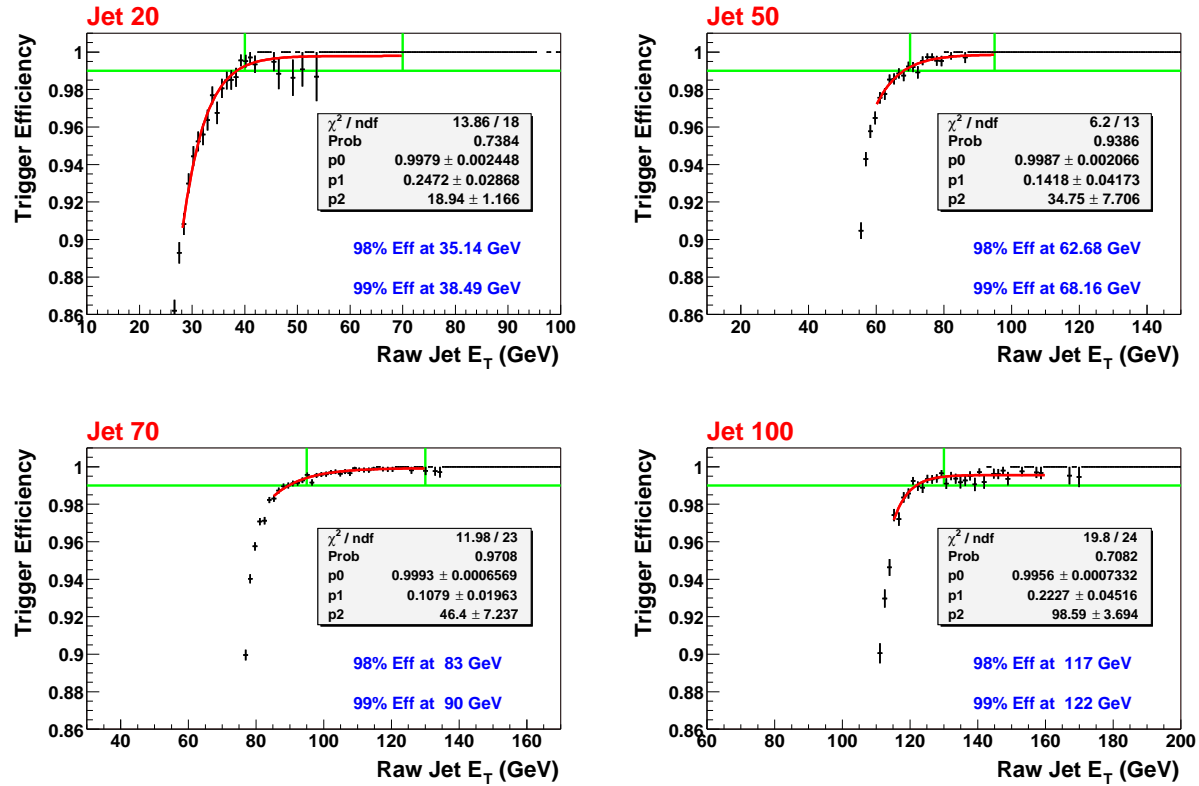 Jet 20
Trigger Efficiency
1
0.98
0.96
0.94
0.92
0.9
0.88
0.86
χ² / ndf 13.86 / 18
Prob 0.7384
p0 0.9979 ± 0.002448
p1 0.2472 ± 0.02868
p2 18.94 ± 1.166
98% Eff at 35.14 GeV
99% Eff at 38.49 GeV
10 20 30 40 50 60 70 80 90 100
Raw Jet E_T (GeV)
Jet 50
Trigger Efficiency
1
0.98
0.96
0.94
0.92
0.9
0.88
0.86
χ² / ndf 6.2 / 13
Prob 0.9386
p0 0.9987 ± 0.002066
p1 0.1418 ± 0.04173
p2 34.75 ± 7.706
98% Eff at 62.68 GeV
99% Eff at 68.16 GeV
20 40 60 80 100 120 140
Raw Jet E_T (GeV)
Jet 70
Trigger Efficiency
1
0.98
0.96
0.94
0.92
0.9
0.88
0.86
χ² / ndf 11.98 / 23
Prob 0.9708
p0 0.9993 ± 0.0006569
p1 0.1079 ± 0.01963
p2 46.4 ± 7.237
98% Eff at 83 GeV
99% Eff at 90 GeV
40 60 80 100 120 140 160
Raw Jet E_T (GeV)
Jet 100
Trigger Efficiency
1
0.98
0.96
0.94
0.92
0.9
0.88
0.86
χ² / ndf 19.8 / 24
Prob 0.7082
p0 0.9956 ± 0.0007332
p1 0.2227 ± 0.04516
p2 98.59 ± 3.694
98% Eff at 117 GeV
99% Eff at 122 GeV
60 80 100 120 140 160 180 200
Raw Jet E_T (GeV)